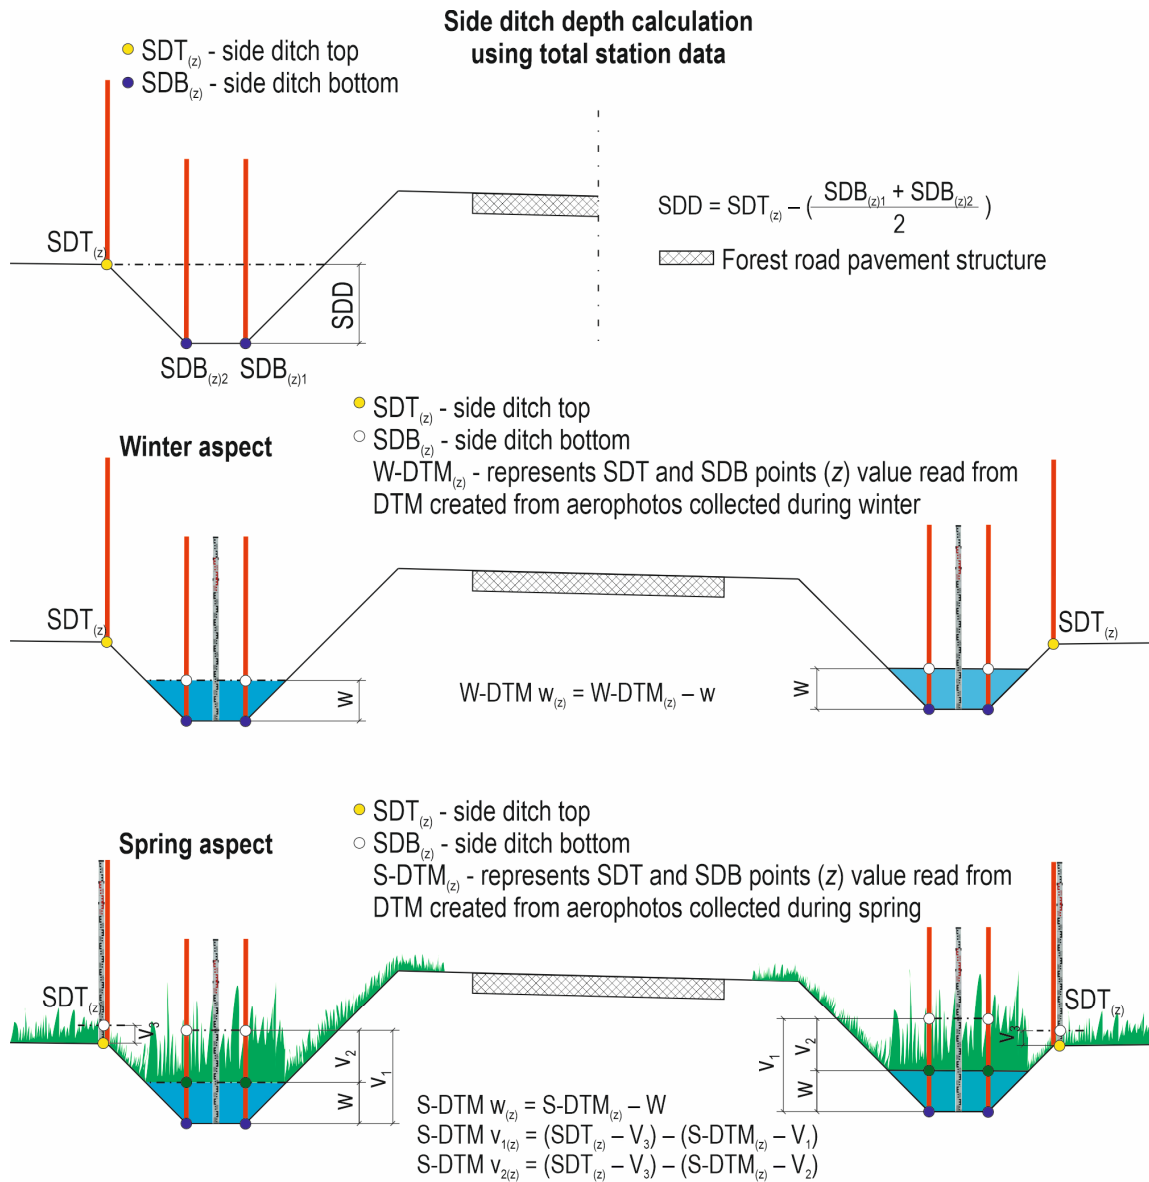 Side ditch depth calculation
using total station data
SDT(z) - side ditch top
SDB(z) - side ditch bottom
SDT(z)
SDD
SDB(z)2
SDB(z)1
SDD = SDT(z) – ( SDB(z)1 + SDB(z)2 / 2 )
Forest road pavement structure
Winter aspect
SDT(z) - side ditch top
SDB(z) - side ditch bottom
W-DTM(z) - represents SDT and SDB points (z) value read from
DTM created from aerophotos collected during winter
SDT(z)
SDT(z)
W
W-DTM w(z) = W-DTM(z) – w
W
Spring aspect
SDT(z) - side ditch top
SDB(z) - side ditch bottom
S-DTM(z) - represents SDT and SDB points (z) value read from
DTM created from aerophotos collected during spring
SDT(z)
SDT(z)
V3
V2
V1
W
V3
V2
V1
W
S-DTM w(z) = S-DTM(z) – W
S-DTM v1(z) = (SDT(z) – V3) – (S-DTM(z) – V1)
S-DTM v2(z) = (SDT(z) – V3) – (S-DTM(z) – V2)